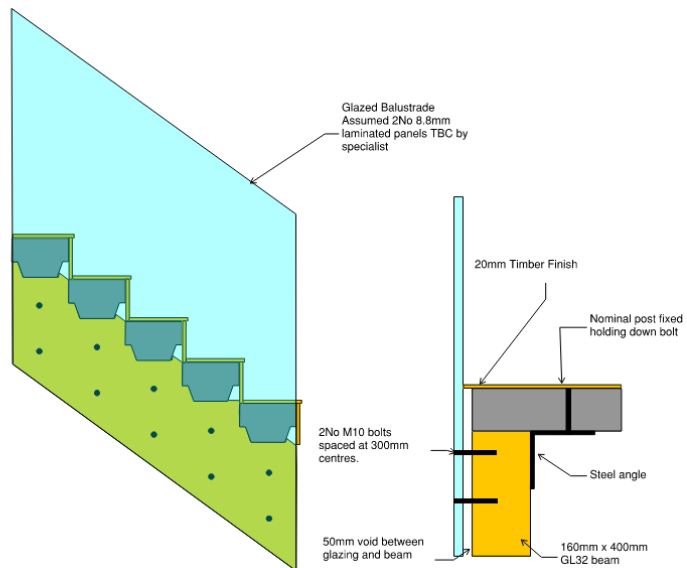 Glazed Balustrade
Assumed 2No 8.8mm
laminated panels TBC by
specialist
20mm Timber Finish
Nominal post fixed
holding down bolt
2No M10 bolts
spaced at 300mm
centres.
Steel angle
50mm void between
glazing and beam
160mm x 400mm
GL32 beam